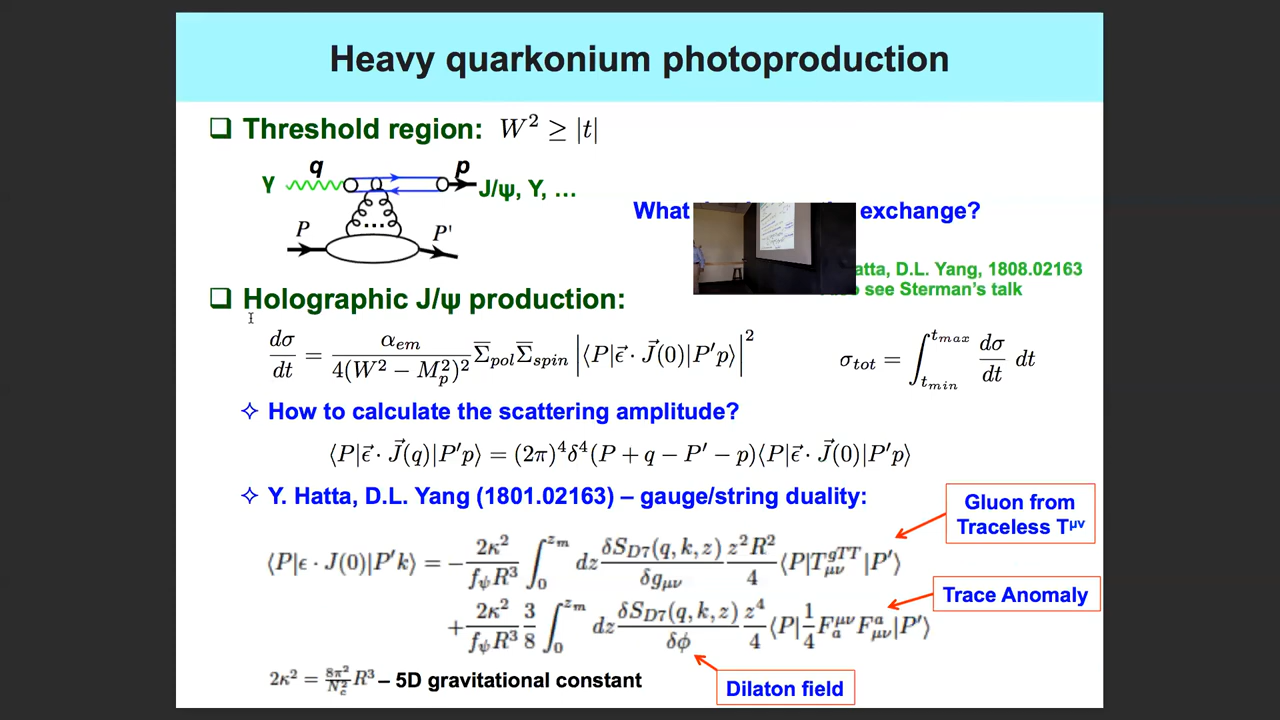 Heavy quarkonium photoproduction
❑ Threshold region: W² ≥ |t|
γ q p J/ψ, Υ, …
P … P'
What exchange?
atta, D.L. Yang, 1808.02163
see Sterman's talk
❑ Holographic J/ψ production:
dσ/dt = α_em / 4(W² − M_p²)² Σ̅_pol Σ̅_spin |⟨P|ε⃗ · J⃗(0)|P'p⟩|² σ_tot = ∫_{t_min}^{t_max} dσ/dt dt
✧ How to calculate the scattering amplitude?
⟨P|ε⃗ · J⃗(q)|P'p⟩ = (2π)⁴δ⁴(P + q − P' − p)⟨P|ε⃗ · J⃗(0)|P'p⟩
✧ Y. Hatta, D.L. Yang (1801.02163) – gauge/string duality:
Gluon from
Traceless T^μν
⟨P|ϵ · J(0)|P'k⟩ = − 2κ²/f_ψR³ ∫_0^{z_m} dz δS_D7(q, k, z)/δg_μν z²R²/4 ⟨P|T_μν^gTT|P'⟩
Trace Anomaly
+ 2κ²/f_ψR³ 3/8 ∫_0^{z_m} dz δS_D7(q, k, z)/δϕ z⁴/4 ⟨P|1/4 F_a^μν F_μν^a|P'⟩
2κ² = 8π²/N_c² R³ – 5D gravitational constant
Dilaton field